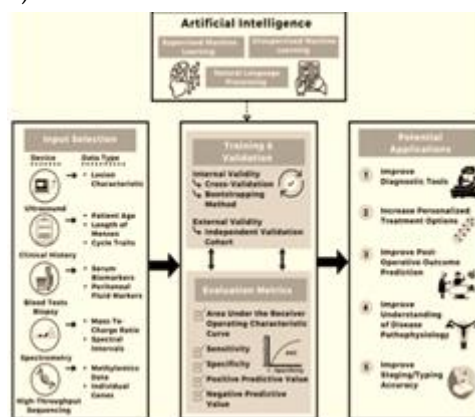 Artificial Intelligence
Supervised Machine
Learning
Unsupervised Machine
Learning
Natural Language
Processing
Input Selection
Device
Data Type
Lesion
Characteristic
Ultrasound
Patient Age
Length of
Menses
Cycle Traits
Clinical History
Serum
Biomarkers
Peritoneal
Fluid Markers
Blood Tests
Biopsy
Mass To
Charge Ratio
Spectral
Intervals
Spectrometry
Methylomics
Data
Individual
Genes
High-Throughput
Sequencing
Training &
Validation
Internal Validity
Cross-Validation
Bootstrapping
Method
External Validity
Independent Validation
Cohort
Evaluation Metrics
Area Under the Receiver
Operating Characteristic
Curve
Sensitivity
Specificity
Positive Predictive Value
Negative Predictive
Value
Potential
Applications
1 Improve
Diagnostic Tools
2 Increase Personalized
Treatment Options
3 Improve Post-
Operative Outcome
Prediction
4 Improve
Understanding
of Disease
Pathophysiology
5 Improve
Staging/Typing
Accuracy